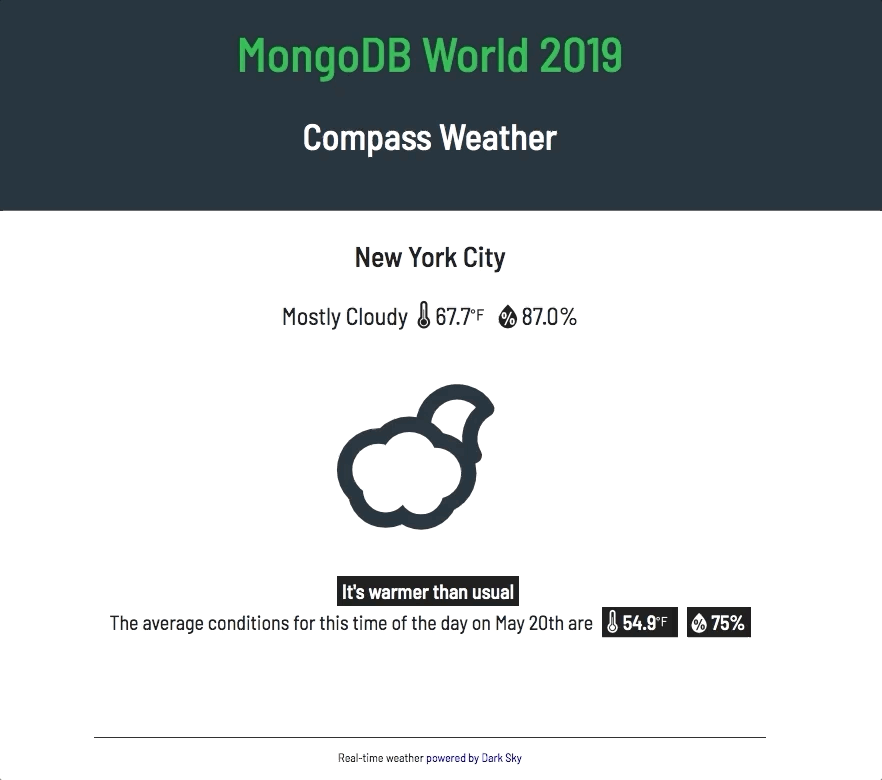 MongoDB World 2019
Compass Weather
New York City
Mostly Cloudy 67.7°F % 87.0%
It's warmer than usual
The average conditions for this time of the day on May 20th are 54.9°F % 75%
Real-time weather powered by Dark Sky